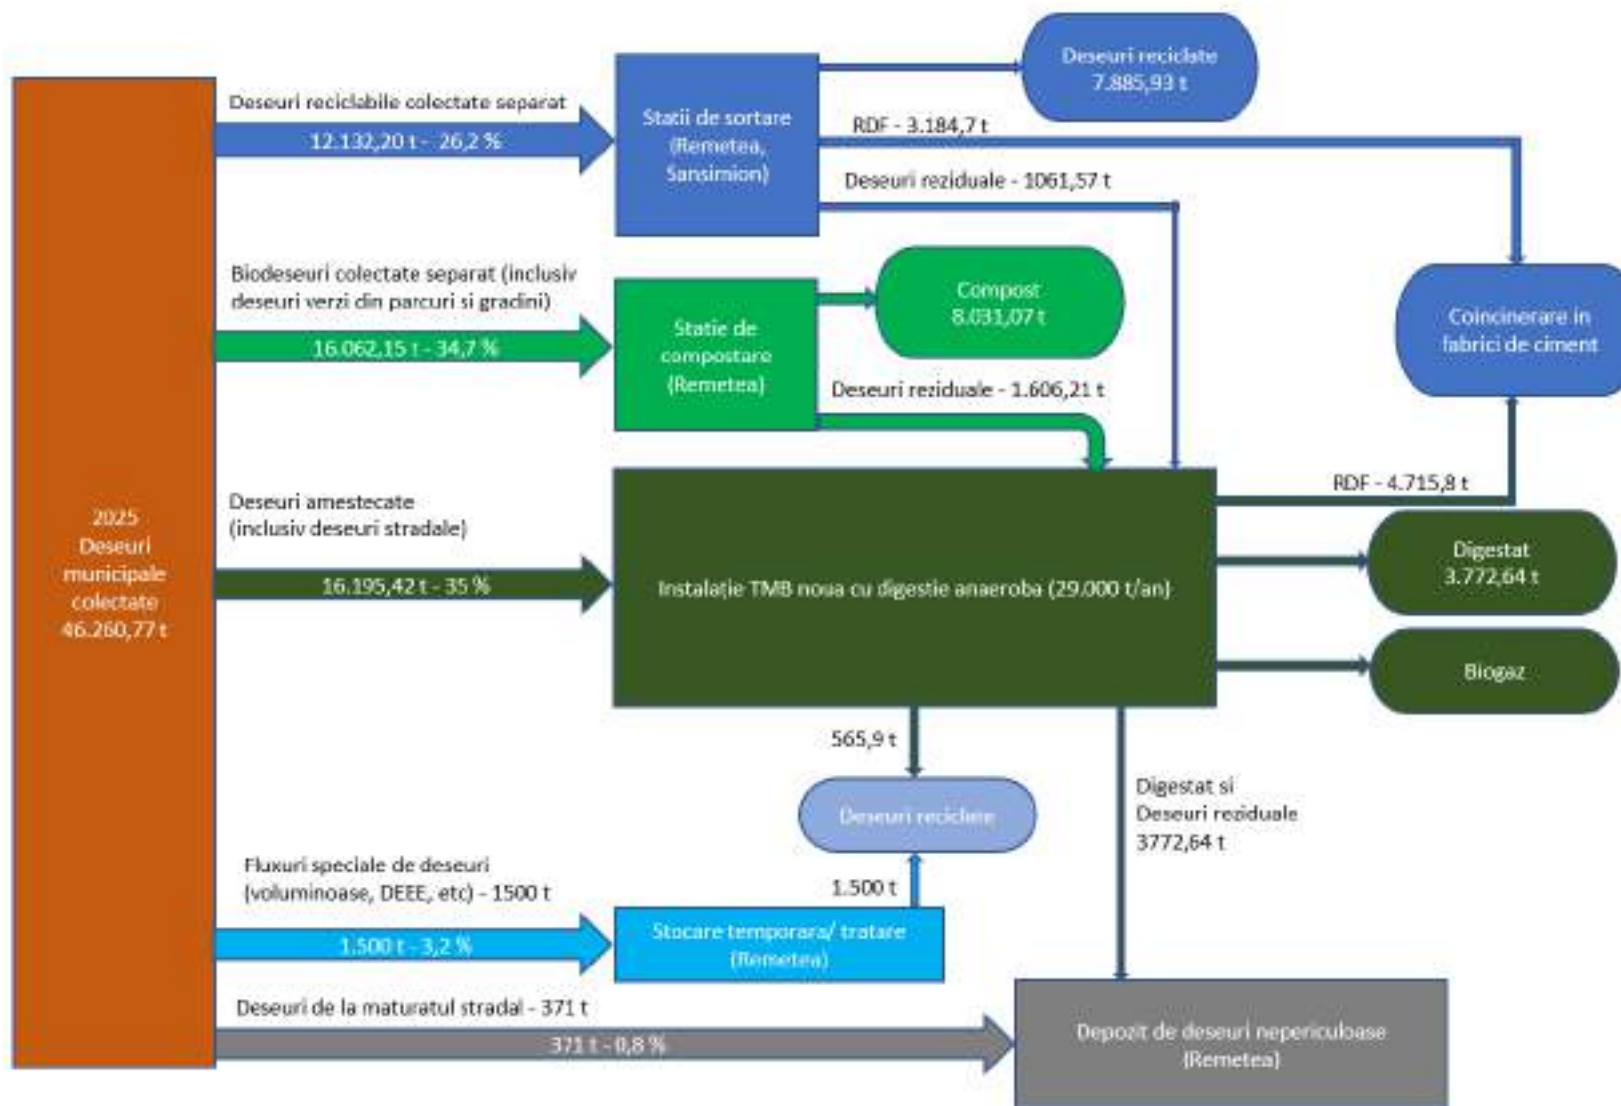 2025
Deseuri
municipale
colectate
46.260,77 t
Deseuri reciclabile colectate separat
12.132,20 t - 26,2 %
Statii de sortare
(Remetea,
Sansimion)
Deseuri reciclate
7.885,93 t
RDF - 3.184,7 t
Deseuri reziduale - 1061,57 t
Biodeseuri colectate separat (inclusiv
deseuri verzi din parcuri si gradini)
16.062,15 t - 34,7 %
Statie de
compostare
(Remetea)
Compost
8.031,07 t
Deseuri reziduale - 1.606,21 t
Coincinerare in
fabrici de ciment
Deseuri amestecate
(inclusiv deseuri stradale)
16.195,42 t - 35 %
Instalație TMB noua cu digestie anaeroba (29.000 t/an)
RDF - 4.715,8 t
Digestat
3.772,64 t
Biogaz
565,9 t
Deseuri reciclate
Digestat si
Deseuri reziduale
3772,64 t
Fluxuri speciale de deseuri
(voluminoase, DEEE, etc) - 1500 t
1.500 t - 3,2 %
1.500 t
Stocare temporara/ tratare
(Remetea)
Deseuri de la maturatul stradal - 371 t
371 t - 0,8 %
Depozit de deseuri nepericuloase
(Remetea)